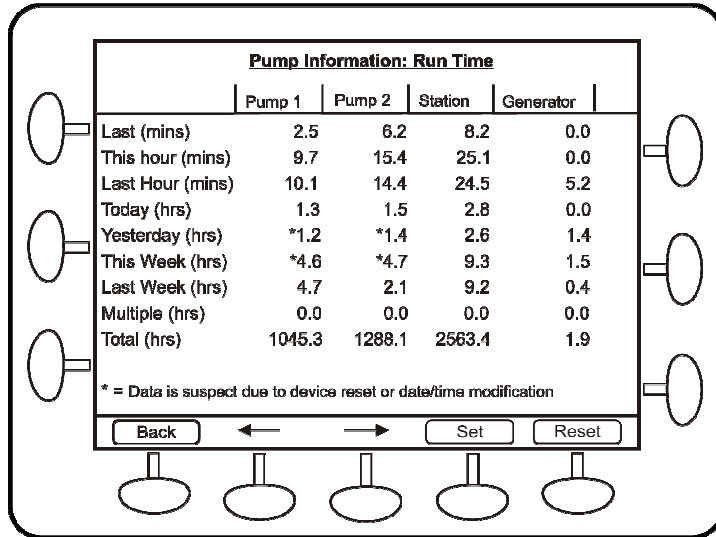 Pump Information: Run Time
Pump 1 Pump 2 Station Generator
Last (mins) 2.5 6.2 8.2 0.0
This hour (mins) 9.7 15.4 25.1 0.0
Last Hour (mins) 10.1 14.4 24.5 5.2
Today (hrs) 1.3 1.5 2.8 0.0
Yesterday (hrs) *1.2 *1.4 2.6 1.4
This Week (hrs) *4.6 *4.7 9.3 1.5
Last Week (hrs) 4.7 2.1 9.2 0.4
Multiple (hrs) 0.0 0.0 0.0 0.0
Total (hrs) 1045.3 1288.1 2563.4 1.9
* = Data is suspect due to device reset or date/time modification
Back ← → Set Reset